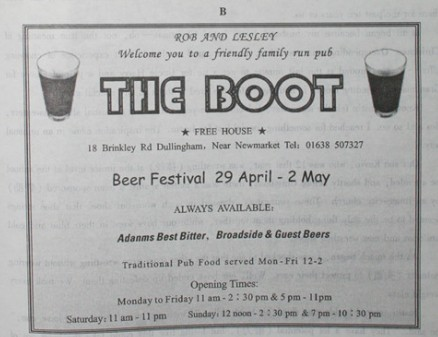 B
ROB AND LESLEY
Welcome you to a friendly family run pub
THE BOOT
★ FREE HOUSE ★
18 Brinkley Rd Dullingham, Near Newmarket Tel: 01638 507327
Beer Festival 29 April - 2 May
ALWAYS AVAILABLE:
Adanms Best Bitter、Broadside & Guest Beers
Traditional Pub Food served Mon - Fri 12-2
Opening Times:
Monday to Friday 11 am - 2:30 pm & 5 pm - 11pm
Saturday: 11 am - 11 pm Sunday: 12 noon - 2:30 pm & 7 pm - 10:30 pm